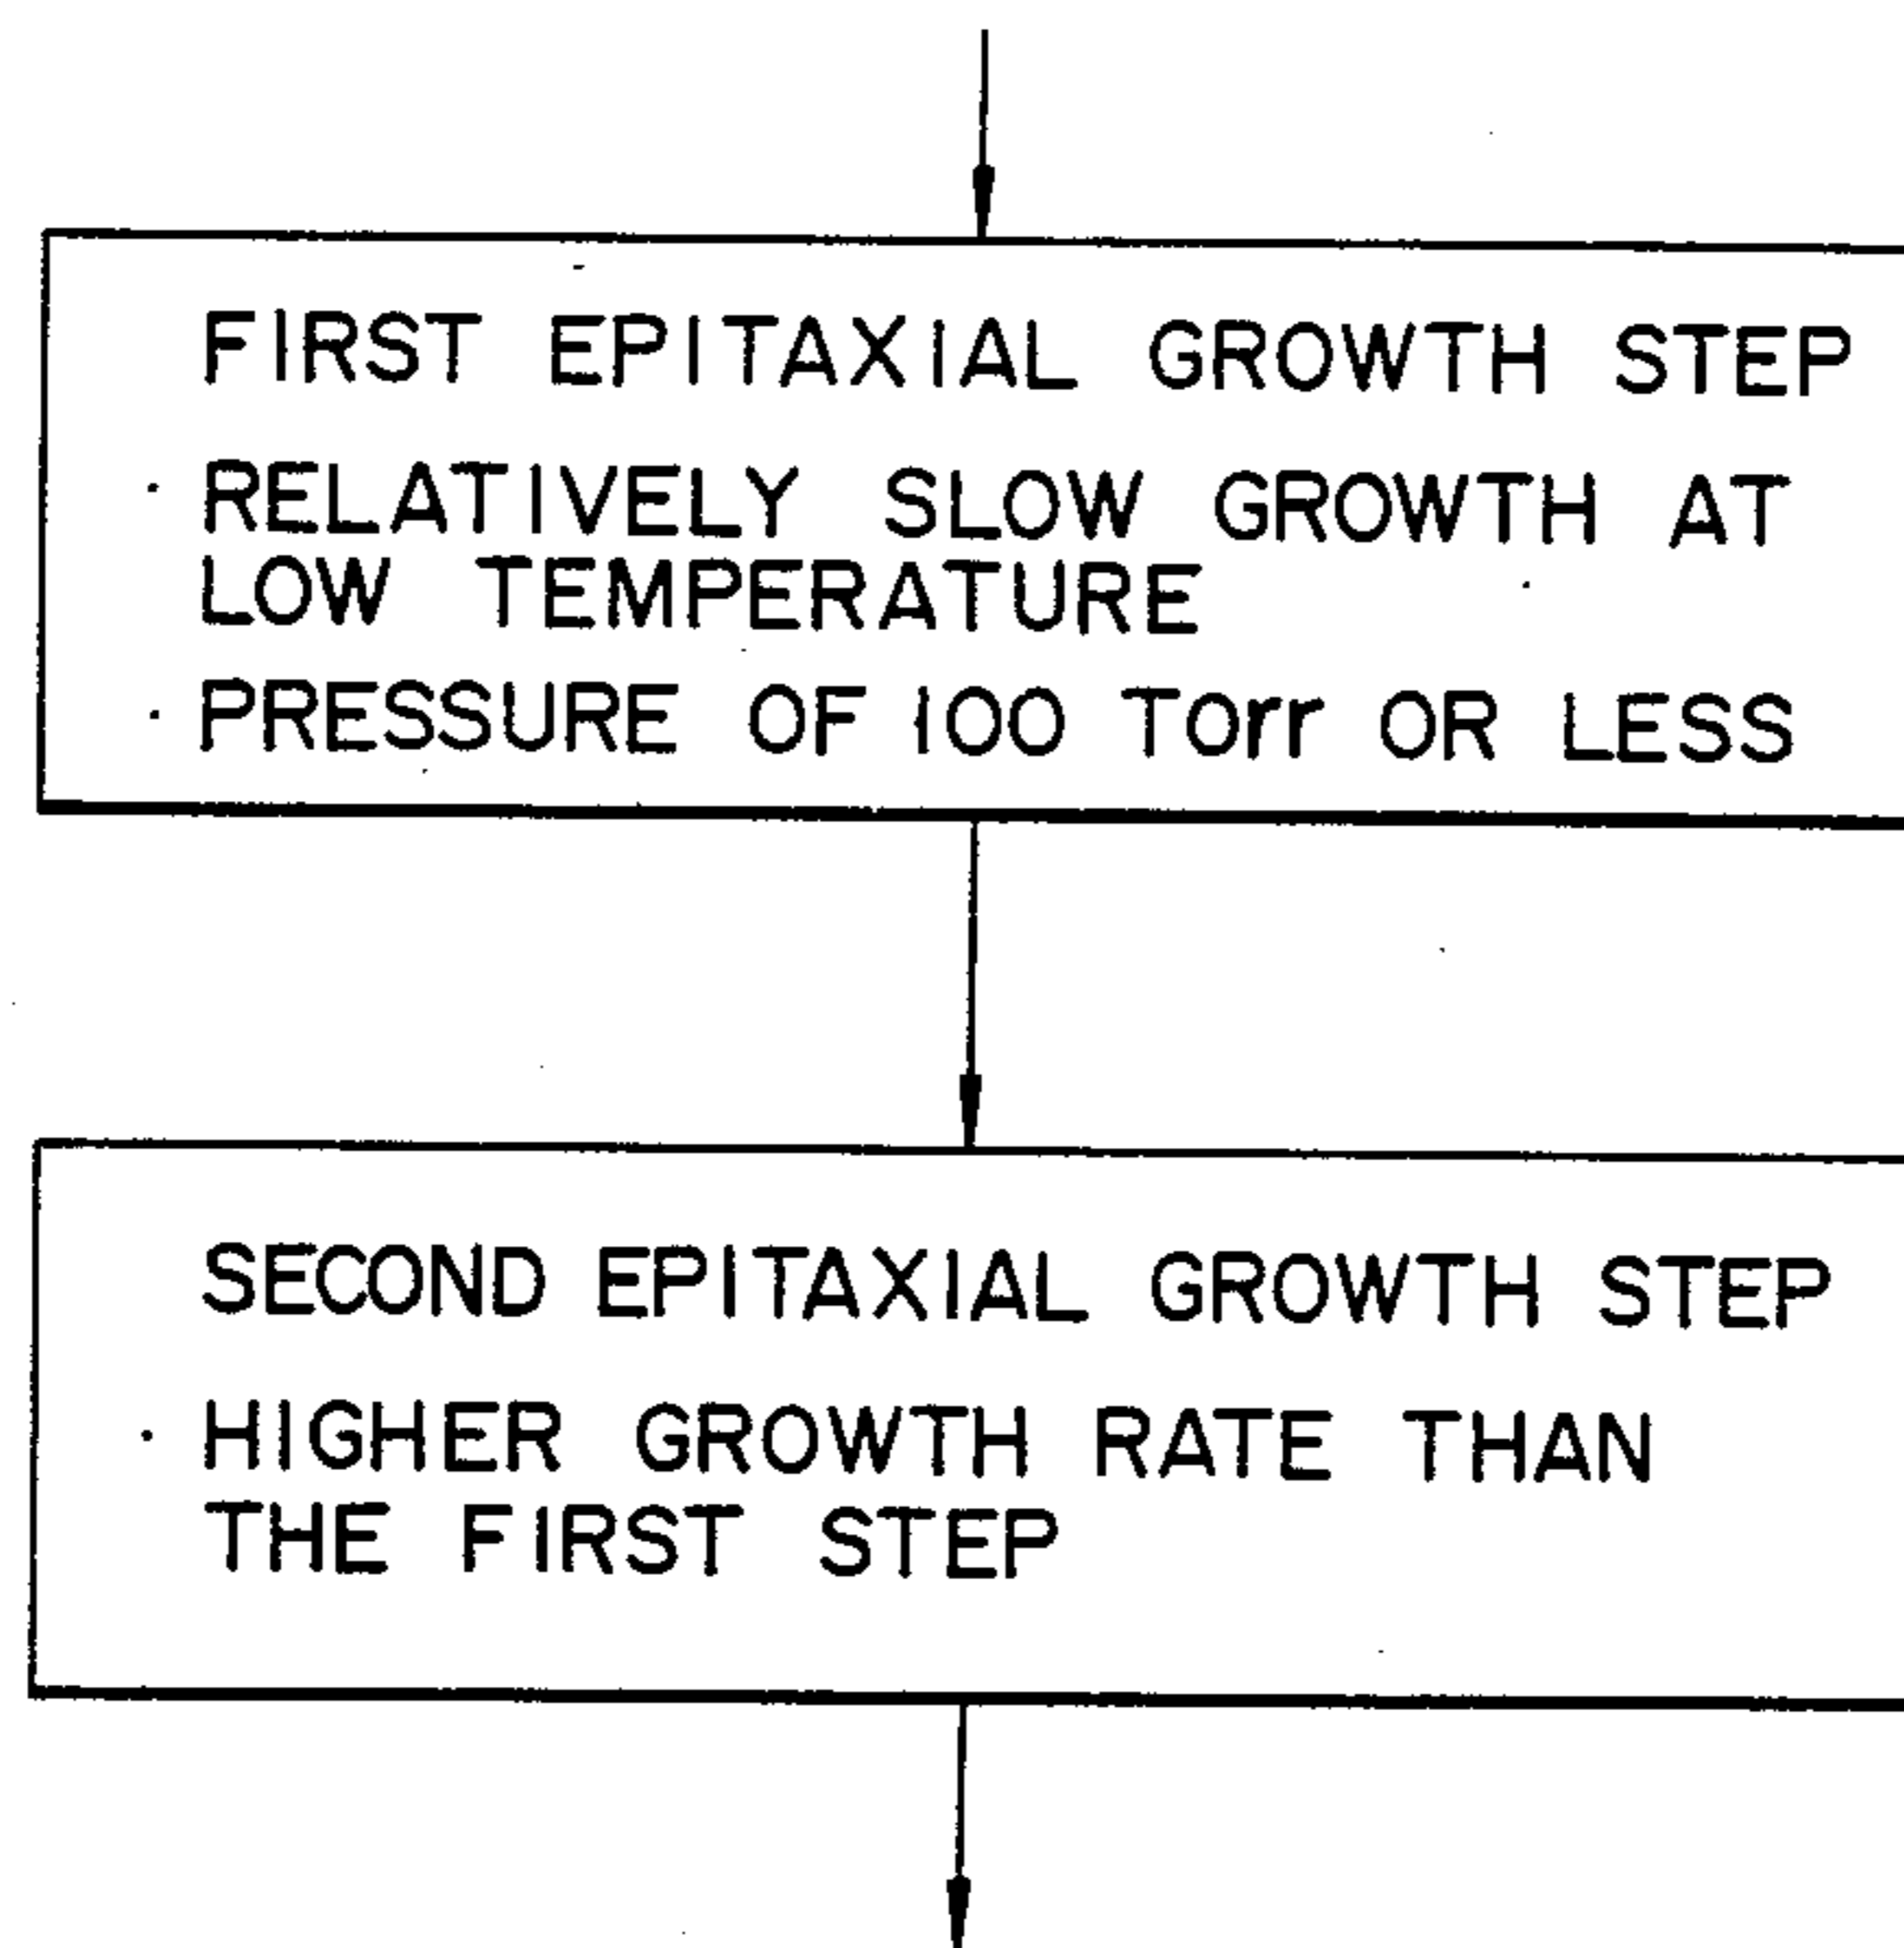 FIRST EPITAXIAL GROWTH STEP
· RELATIVELY SLOW GROWTH AT
LOW TEMPERATURE
· PRESSURE OF 100 Torr OR LESS
SECOND EPITAXIAL GROWTH STEP
· HIGHER GROWTH RATE THAN
THE FIRST STEP